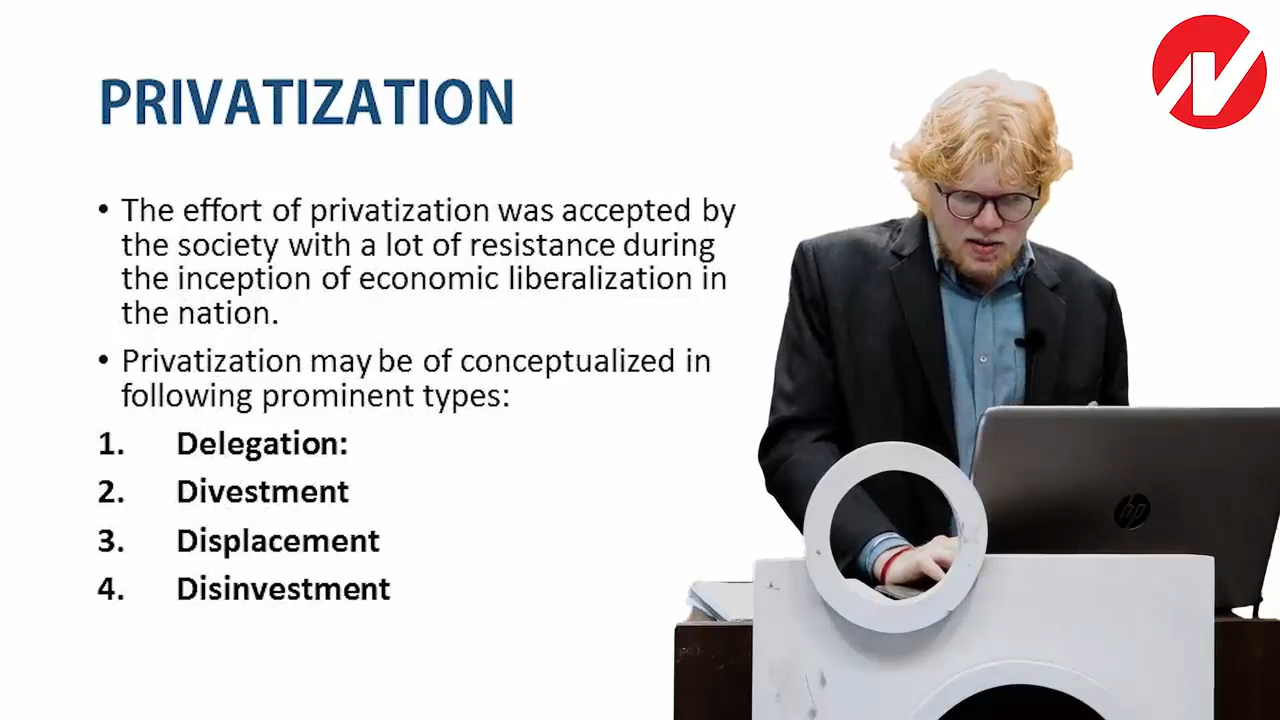 PRIVATIZATION
• The effort of privatization was accepted by
the society with a lot of resistance during
the inception of economic liberalization in
the nation.
• Privatization may be of conceptualized in
following prominent types:
1. Delegation:
2. Divestment
3. Displacement
4. Disinvestment
hp